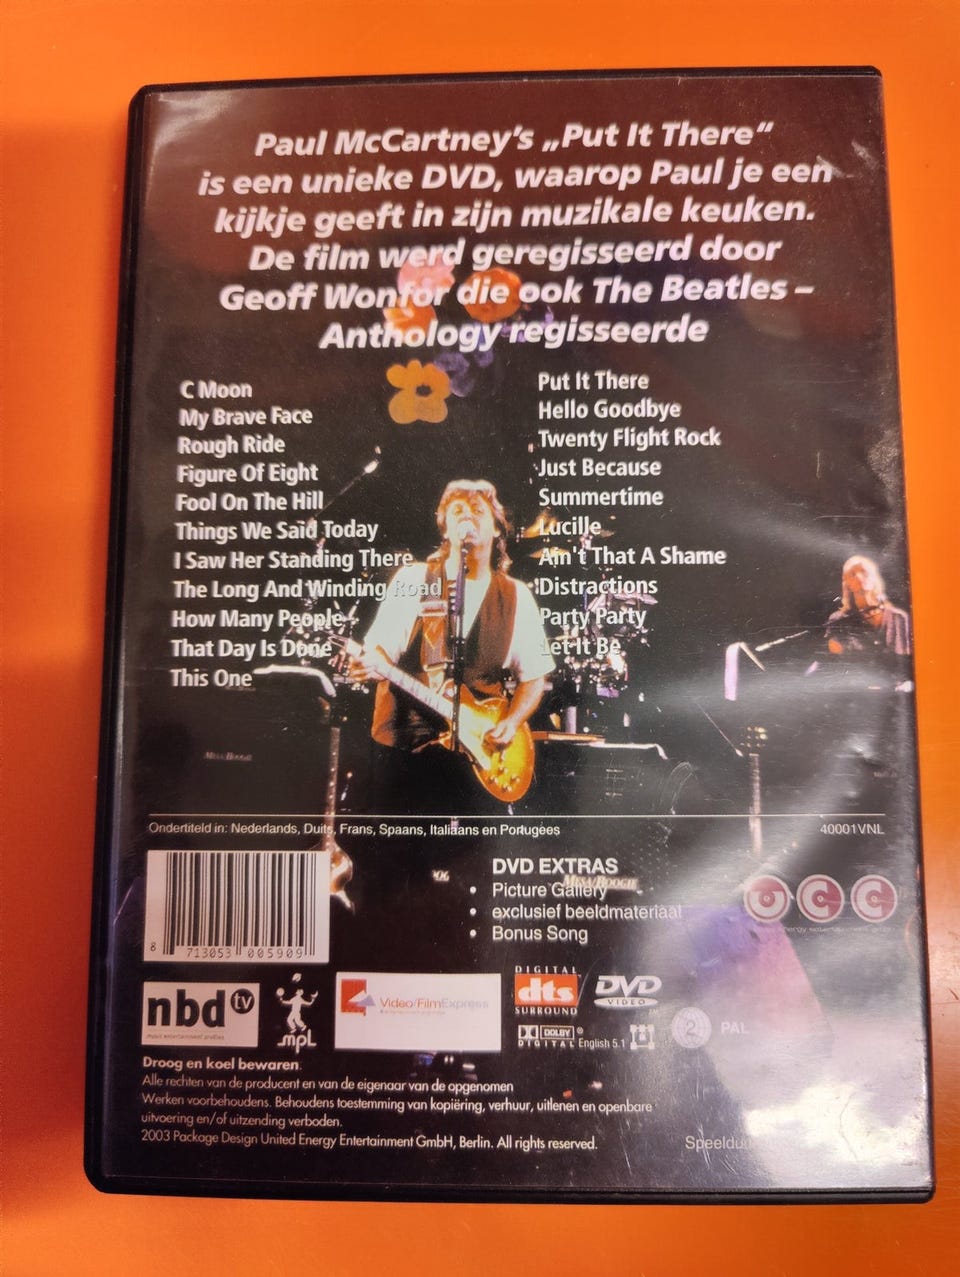 Paul McCartney's „Put It There“
is een unieke DVD, waarop Paul je een
kijkje geeft in zijn muzikale keuken.
De film werd geregisseerd door
Geoff Wonfor die ook The Beatles –
Anthology regisseerde
C Moon
My Brave Face
Rough Ride
Figure Of Eight
Fool On The Hill
Things We Said Today
I Saw Her Standing There
The Long And Winding Road
How Many People
That Day Is Done
This One
Put It There
Hello Goodbye
Twenty Flight Rock
Just Because
Summertime
Lucille
Ain't That A Shame
Distractions
Party Party
Let It Be
MESA/BOOGIE
Ondertiteld in: Nederlands, Duits, Frans, Spaans, Italiaans en Portugees
40001VNL
DVD EXTRAS
MESA/BOOGIE
• Picture Gallery
• exclusief beeldmateriaal
• Bonus Song
8 713053 005909
nbd tv
mpl
Video/FilmExpress
DIGITAL
dts
SURROUND
DVD
VIDEO
DOLBY
DIGITAL
English 5.1
2
PAL
Droog en koel bewaren.
Alle rechten van de producent en van de eigenaar van de opgenomen
Werken voorbehoudens. Behoudens toestemming van kopiëring, verhuur, uitlenen en openbare
uitvoering en/of uitzending verboden.
2003 Package Design United Energy Entertainment GmbH, Berlin. All rights reserved.